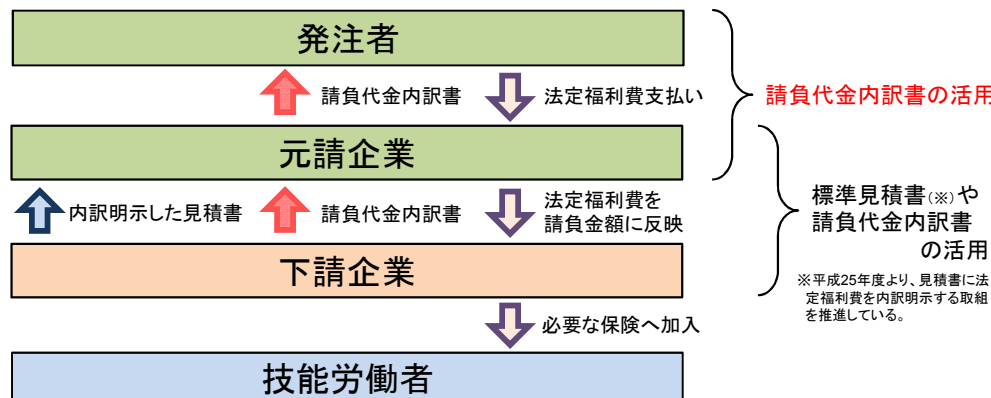 発注者
請負代金内訳書
法定福利費支払い
請負代金内訳書の活用
元請企業
内訳明示した見積書
請負代金内訳書
法定福利費を
請負金額に反映
標準見積書(※)や
請負代金内訳書
の活用
※平成25年度より、見積書に法
定福利費を内訳明示する取組
を推進している。
下請企業
必要な保険へ加入
技能労働者